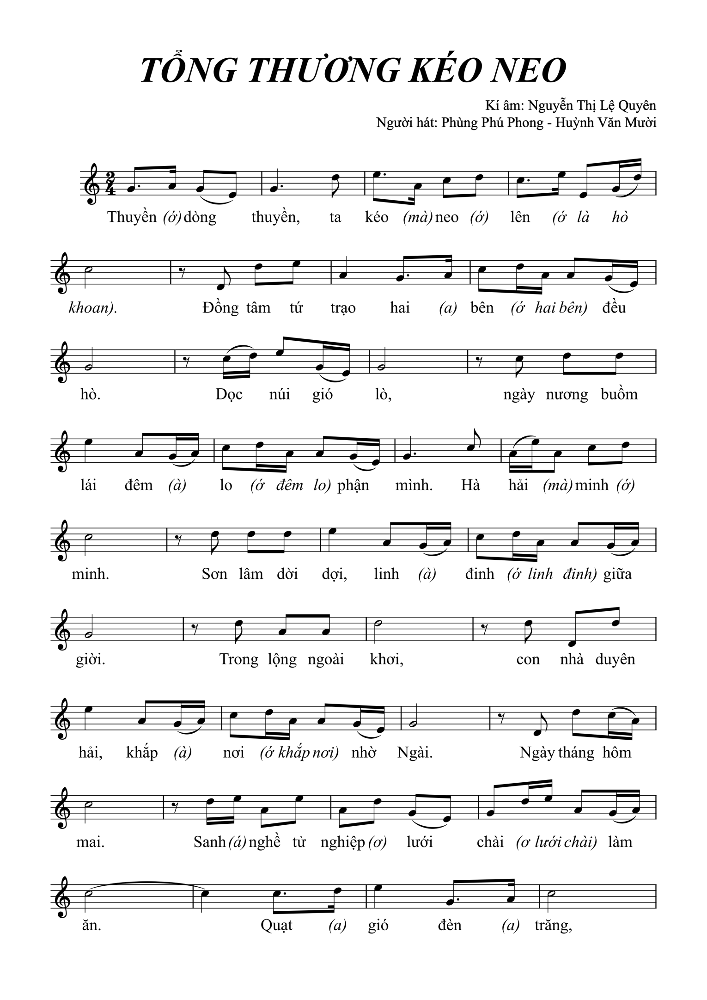 TỔNG THƯƠNG KÉO NEO
Kí âm: Nguyễn Thị Lệ Quyên
Người hát: Phùng Phú Phong - Huỳnh Văn Mười
2
4
Thuyền (ớ) dòng thuyền, ta kéo (mà) neo (ớ) lên (ớ là hò
khoan). Đồng tâm tứ trạo hai (a) bên (ớ hai bên) đều
hò. Dọc núi gió lò, ngày nương buồm
lái đêm (à) lo (ớ đêm lo) phận mình. Hà hải (mà) minh (ớ)
minh. Sơn lâm dời dợi, linh (à) đinh (ớ linh đinh) giữa
giời. Trong lộng ngoài khơi, con nhà duyên
hải, khắp (à) nơi (ớ khắp nơi) nhờ Ngài. Ngày tháng hôm
mai. Sanh (á) nghề tử nghiệp (ơ) lưới chài (ơ lưới chài) làm
ăn. Quạt (a) gió đèn (a) trăng,